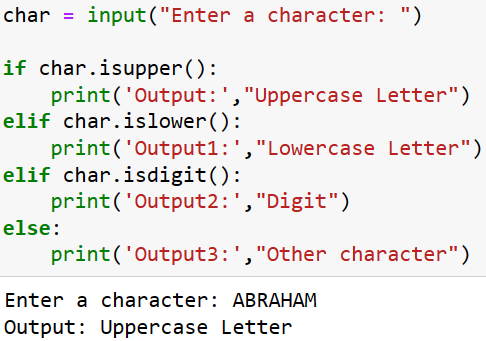 char = input("Enter a character: ")
if char.isupper():
    print('Output:',"Uppercase Letter")
elif char.islower():
    print('Output1:',"Lowercase Letter")
elif char.isdigit():
    print('Output2:',"Digit")
else:
    print('Output3:',"Other character")
Enter a character: ABRAHAM
Output: Uppercase Letter